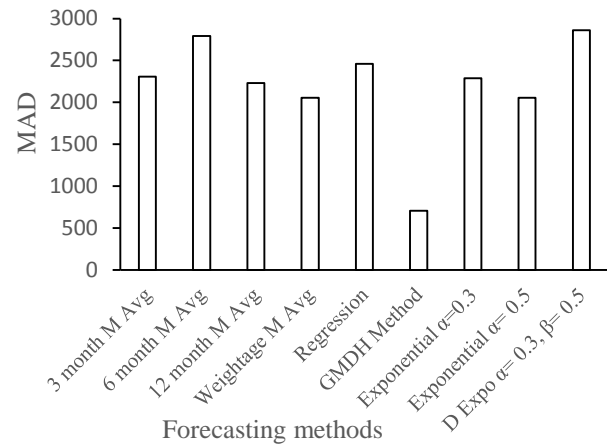 3000
2500
2000
1500
1000
500
0
MAD
3 month M Avg
6 month M Avg
12 month M Avg
Weightage M Avg
Regression
GMDH Method
Exponential α=0.3
Exponential α= 0.5
D Expo α= 0.3, β= 0.5
Forecasting methods